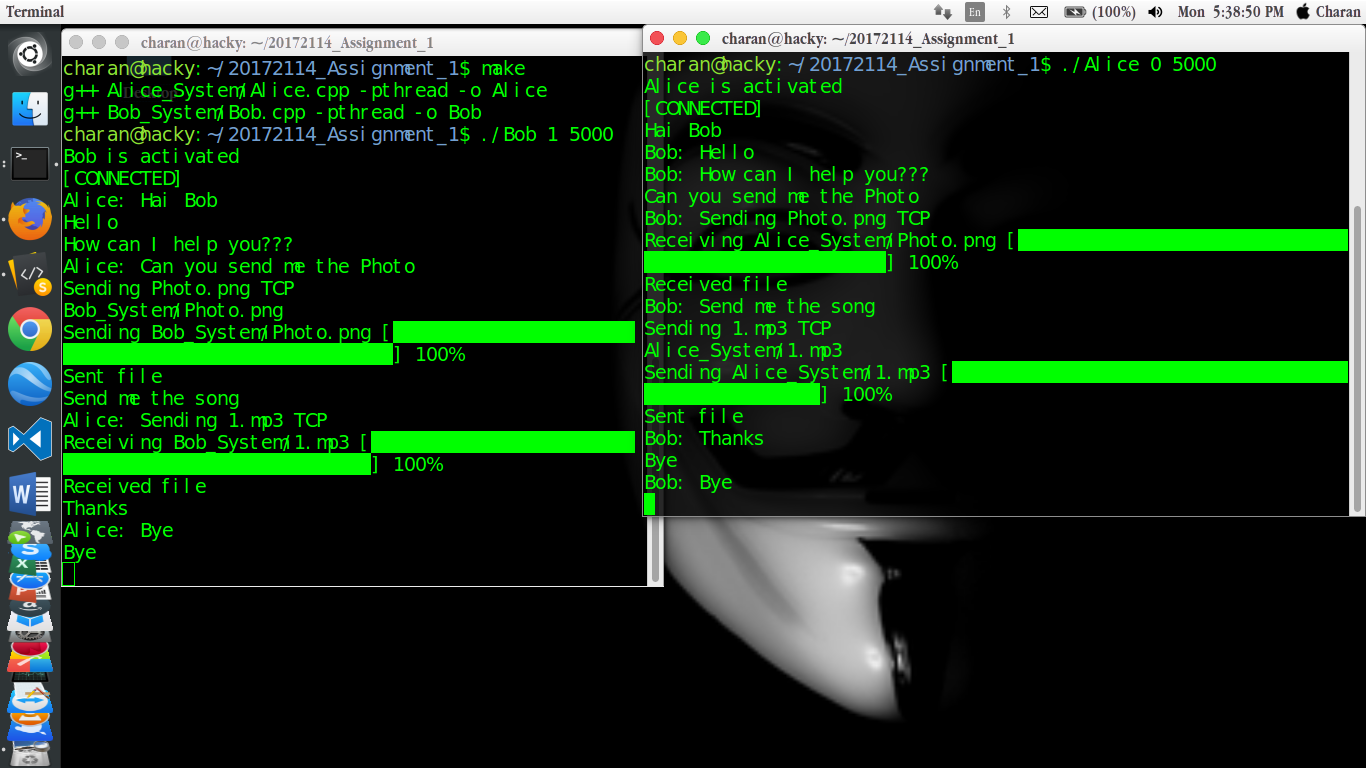 Terminal
En
(100%)
Mon 5:38:50 PM
Charan
charan@hacky: ~/20172114_Assignment_1
charan@hacky:~/20172114_Assignment_1$ make
g++ Alice_System/Alice.cpp -pthread -o Alice
g++ Bob_System/Bob.cpp -pthread -o Bob
charan@hacky:~/20172114_Assignment_1$ ./Bob 1 5000
Bob is activated
[CONNECTED]
Alice: Hai Bob
Hello
How can I help you???
Alice: Can you send me the Photo
Sending Photo.png TCP
Bob_System/Photo.png
Sending Bob_System/Photo.png [
] 100%
Sent file
Send me the song
Alice: Sending 1.mp3 TCP
Receiving Bob_System/1.mp3 [
] 100%
Received file
Thanks
Alice: Bye
Bye
charan@hacky: ~/20172114_Assignment_1
charan@hacky:~/20172114_Assignment_1$ ./Alice 0 5000
Alice is activated
[CONNECTED]
Hai Bob
Bob: Hello
Bob: How can I help you???
Can you send me the Photo
Bob: Sending Photo.png TCP
Receiving Alice_System/Photo.png [
] 100%
Received file
Bob: Send me the song
Sending 1.mp3 TCP
Alice_System/1.mp3
Sending Alice_System/1.mp3 [
] 100%
Sent file
Bob: Thanks
Bye
Bob: Bye